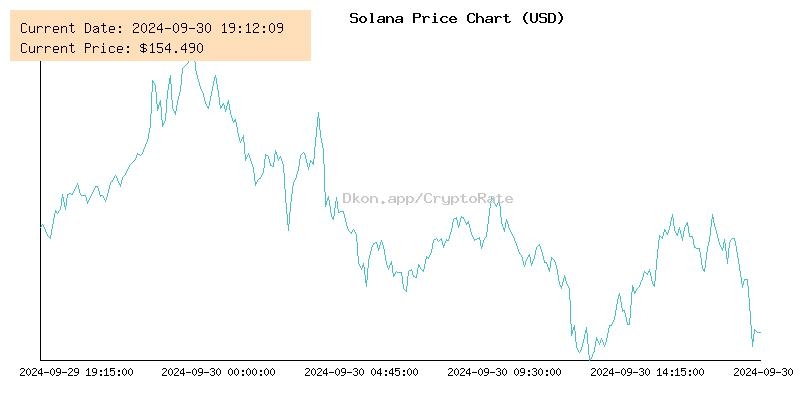 Solana Price Chart (USD)
Current Date: 2024-09-30 19:12:09
Current Price: $154.490
Dkon.app/CryptoRate
2024-09-29 19:15:00
2024-09-30 00:00:00
2024-09-30 04:45:00
2024-09-30 09:30:00
2024-09-30 14:15:00
2024-09-30